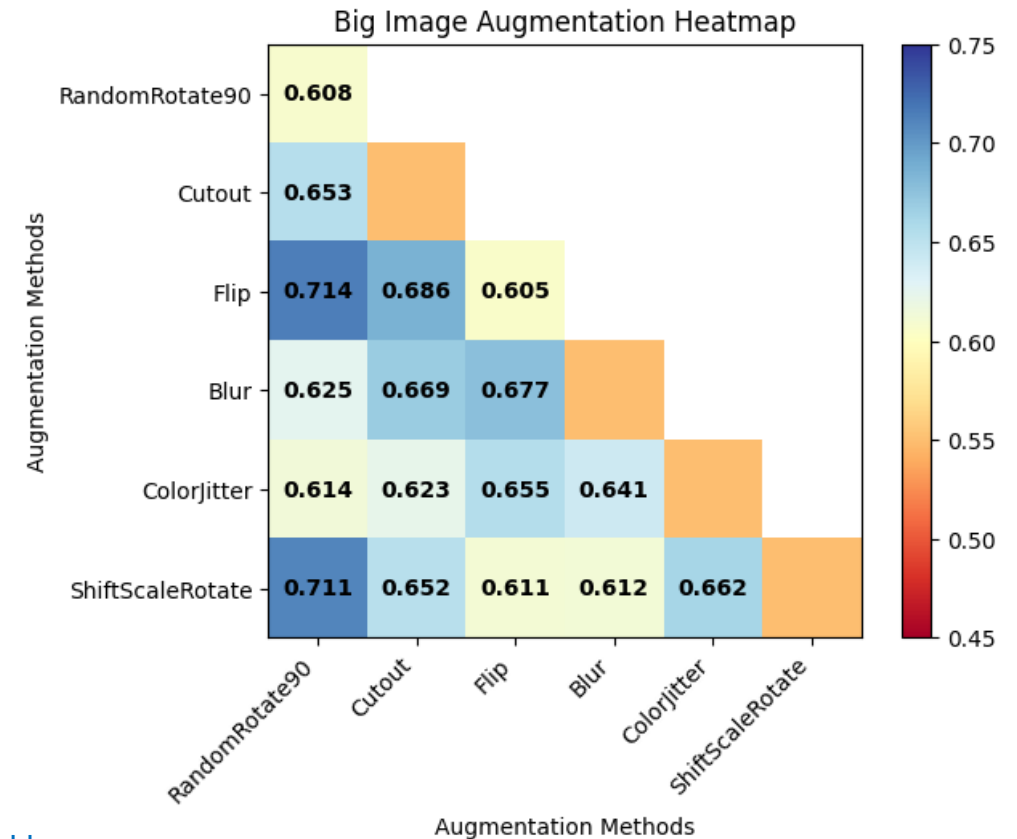 Big Image Augmentation Heatmap
0.75
RandomRotate90 0.608
0.70
Cutout 0.653
0.65
Flip 0.714 0.686 0.605
0.60
Augmentation Methods
Blur 0.625 0.669 0.677
0.55
ColorJitter 0.614 0.623 0.655 0.641
0.50
ShiftScaleRotate 0.711 0.652 0.611 0.612 0.662
0.45
RandomRotate90 Cutout Flip Blur ColorJitter ShiftScaleRotate
Augmentation Methods